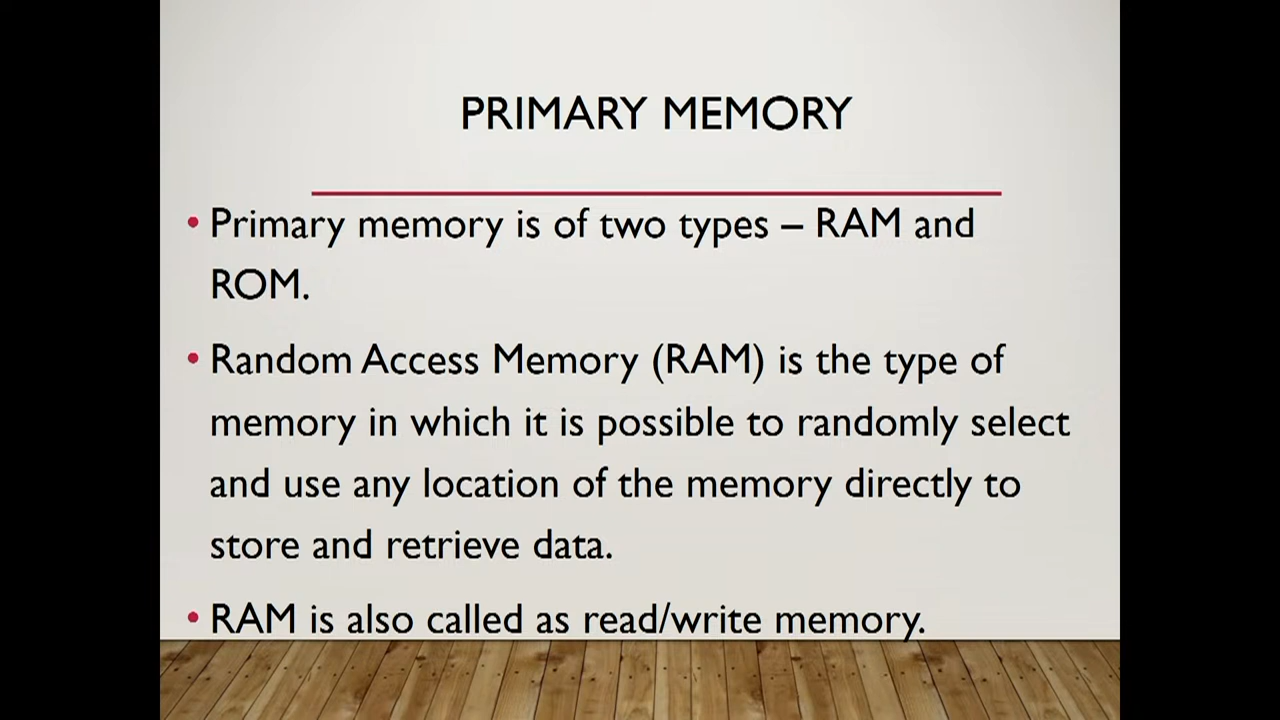 PRIMARY MEMORY
• Primary memory is of two types – RAM and
ROM.
• Random Access Memory (RAM) is the type of
memory in which it is possible to randomly select
and use any location of the memory directly to
store and retrieve data.
• RAM is also called as read/write memory.